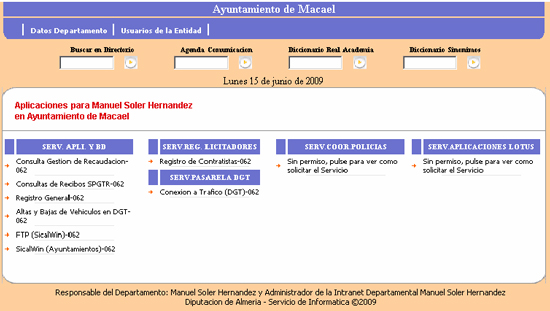 Ayuntamiento de Macael
Datos Departamento | Usuarios de la Entidad
Buscar en Directorio
Agenda Comunicacion
Diccionario Real Academia
Diccionario Sinonimos
Lunes 15 de junio de 2009
Aplicaciones para Manuel Soler Hernandez
en Ayuntamiento de Macael
SERV. APLI. Y BD
Consulta Gestion de Recaudacion-
062
Consultas de Recibos SPGTR-062
Registro General-062
Altas y Bajas de Vehiculos en DGT-
062
FTP (SicalWin)-062
SicalWin (Ayuntamientos)-062
SERV.REG. LICITADORES
Registro de Contratistas-062
SERV.PASARELA DGT
Conexion a Trafico (DGT)-062
SERV.COOR.POLICIAS
Sin permiso, pulse para ver como
solicitar el Servicio
SERV.APLICACIONES LOTUS
Sin permiso, pulse para ver como
solicitar el Servicio
Responsable del Departamento: Manuel Soler Hernandez y Administrador de la Intranet Departamental Manuel Soler Hernandez
Diputacion de Almeria - Servicio de Informatica ©2009